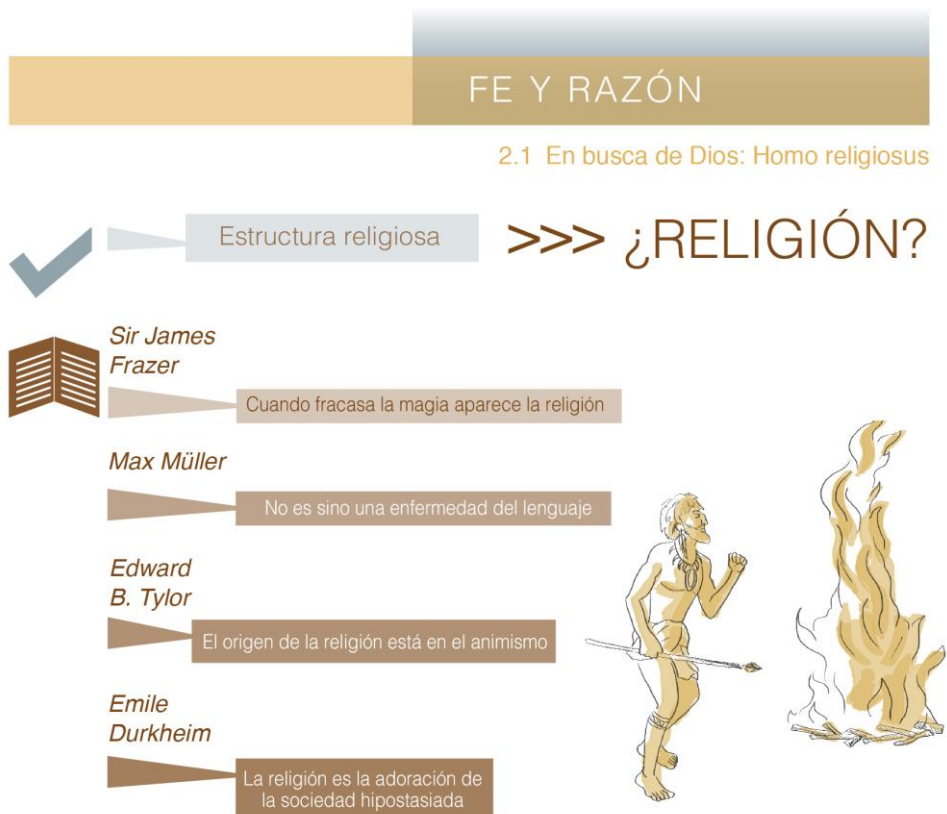 FE Y RAZÓN
2.1 En busca de Dios: Homo religiosus
Estructura religiosa >>> ¿RELIGIÓN?
Sir James
Frazer
Cuando fracasa la magia aparece la religión
Max Müller
No es sino una enfermedad del lenguaje
Edward
B. Tylor
El origen de la religión está en el animismo
Emile
Durkheim
La religión es la adoración de
la sociedad hipostasiada